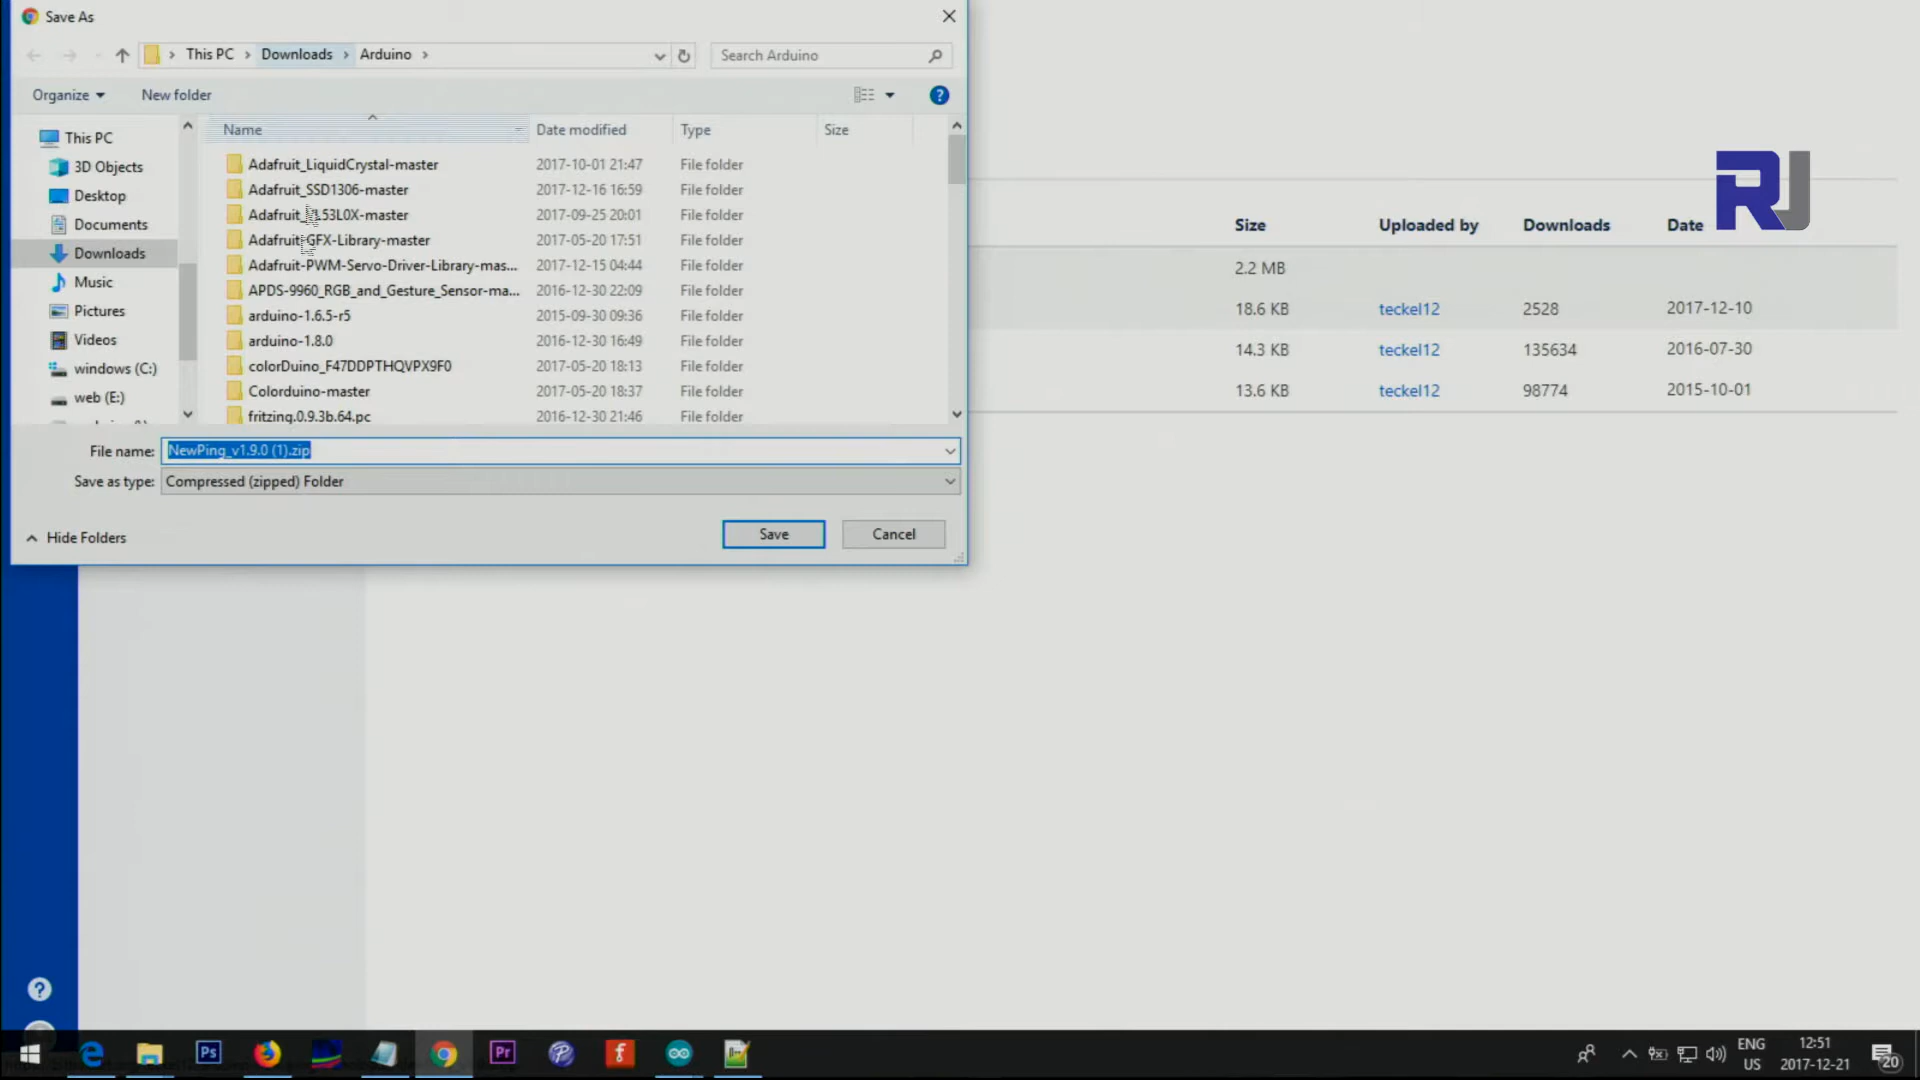 Save As
This PC > Downloads > Arduino >
Search Arduino
Organize
New folder
?
Name
Date modified
Type
Size
This PC
3D Objects
Desktop
Documents
Downloads
Music
Pictures
Videos
windows (C:)
web (E:)
Adafruit_LiquidCrystal-master 2017-10-01 21:47 File folder
Adafruit_SSD1306-master 2017-12-16 16:59 File folder
2017-09-25 20:01 File folder
Adafruit-GFX-Library-master 2017-05-20 17:51 File folder
Adafruit-PWM-Servo-Driver-Library-mas... 2017-12-15 04:44 File folder
APDS-9960_RGB_and_Gesture_Sensor-ma... 2016-12-30 22:09 File folder
arduino-1.6.5-r5 2015-09-30 09:36 File folder
arduino-1.8.0 2016-12-30 16:49 File folder
colorDuino_F47DDPTHQVPX9F0 2017-05-20 18:13 File folder
Colorduino-master 2017-05-20 18:37 File folder
fritzing.0.9.3b.64.pc 2016-12-30 21:46 File folder
File name: NewPing_v1.9.0 (1).zip
Save as type: Compressed (zipped) Folder
Hide Folders
Save
Cancel
RJ
Size Uploaded by Downloads Date
2.2 MB
18.6 KB teckel12 2528 2017-12-10
14.3 KB teckel12 135634 2016-07-30
13.6 KB teckel12 98774 2015-10-01
?
Ps
Pr
f
ENG
US
12:51
2017-12-21
20